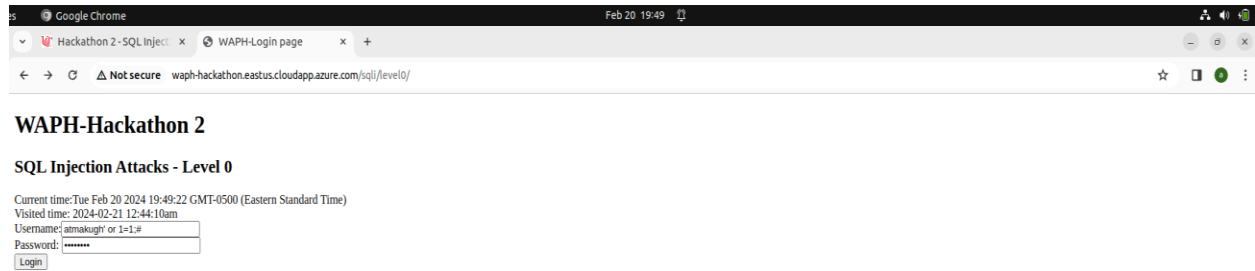 es Google Chrome Feb 20 19:49
Hackathon 2 - SQL Inject x WAPH-Login page x +
Not secure waph-hackathon.eastus.cloudapp.azure.com/sqli/level0/ a
WAPH-Hackathon 2
SQL Injection Attacks - Level 0
Current time:Tue Feb 20 2024 19:49:22 GMT-0500 (Eastern Standard Time)
Visited time: 2024-02-21 12:44:10am
Username: atmakugh' or 1=1;#
Password: ••••••••
Login